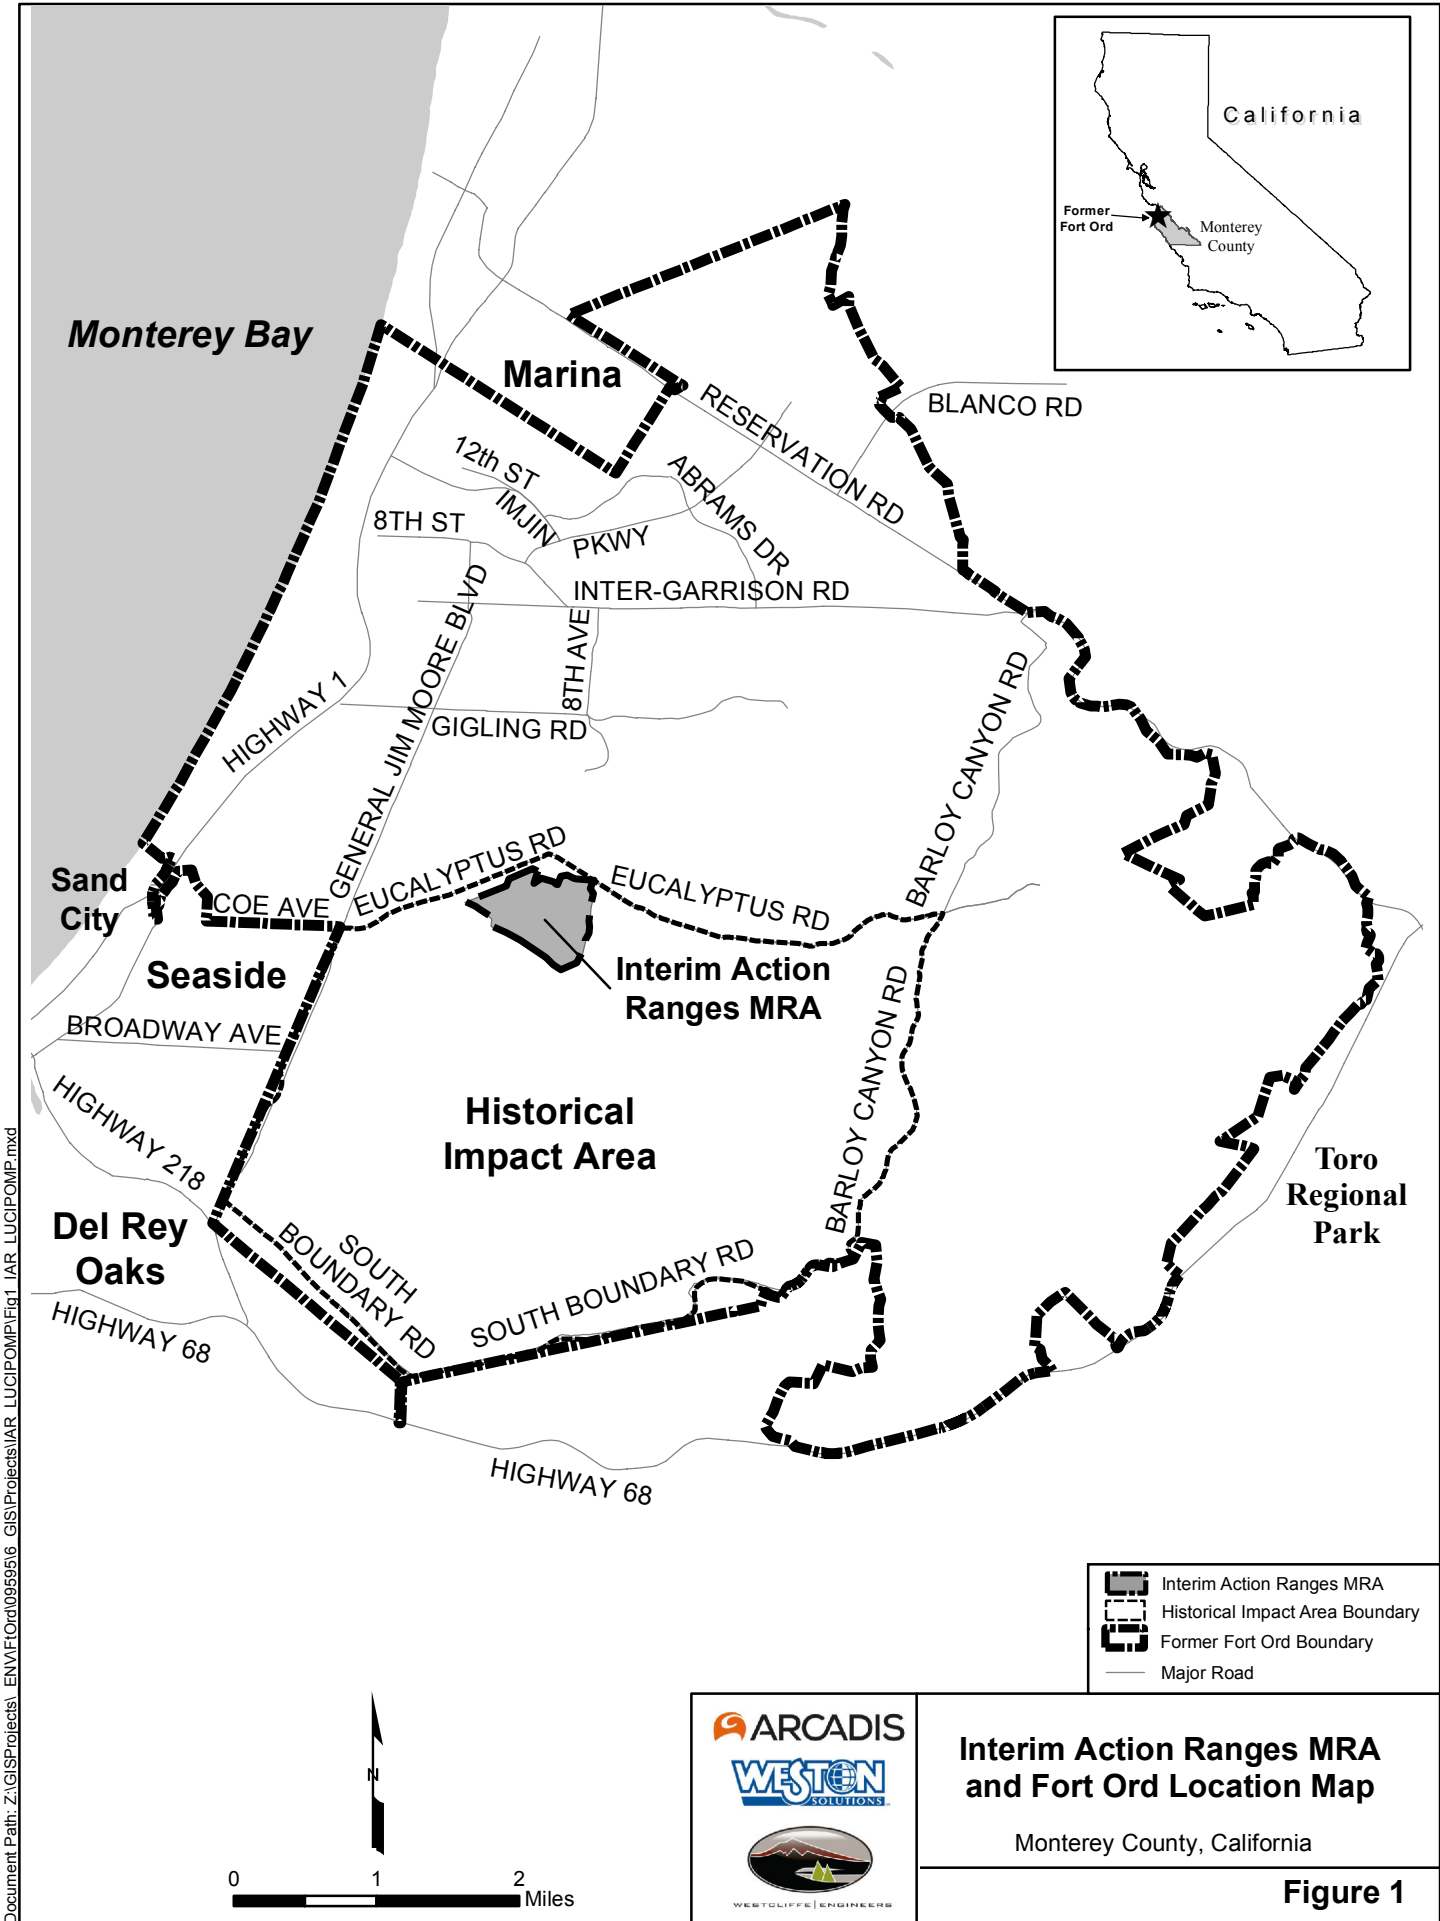 California
Former
Fort Ord
Monterey
County
Monterey Bay
Marina
RESERVATION RD
BLANCO RD
12th ST
IMJIN
PKWY
ABRAMS DR
8TH ST
INTER-GARRISON RD
GENERAL JIM MOORE BLVD
8TH AVE
HIGHWAY 1
GIGLING RD
BARLOY CANYON RD
Sand
City
COE AVE
EUCALYPTUS RD
EUCALYPTUS RD
Seaside
Interim Action
Ranges MRA
BROADWAY AVE
BARLOY CANYON RD
HIGHWAY 218
Historical
Impact Area
Toro
Regional
Park
Del Rey
Oaks
SOUTH
BOUNDARY RD
SOUTH BOUNDARY RD
HIGHWAY 68
HIGHWAY 68
Interim Action Ranges MRA
Historical Impact Area Boundary
Former Fort Ord Boundary
Major Road
N
0 1 2
Miles
ARCADIS
WESTON
SOLUTIONS
WESTCLIFFE | ENGINEERS
Interim Action Ranges MRA
and Fort Ord Location Map
Monterey County, California
Figure 1
Document Path: Z:\GISProjects\_ENV\FtOrd\09595\6_GIS\Projects\IAR_LUCIPOMP\Fig1_IAR_LUCIPOMP.mxd